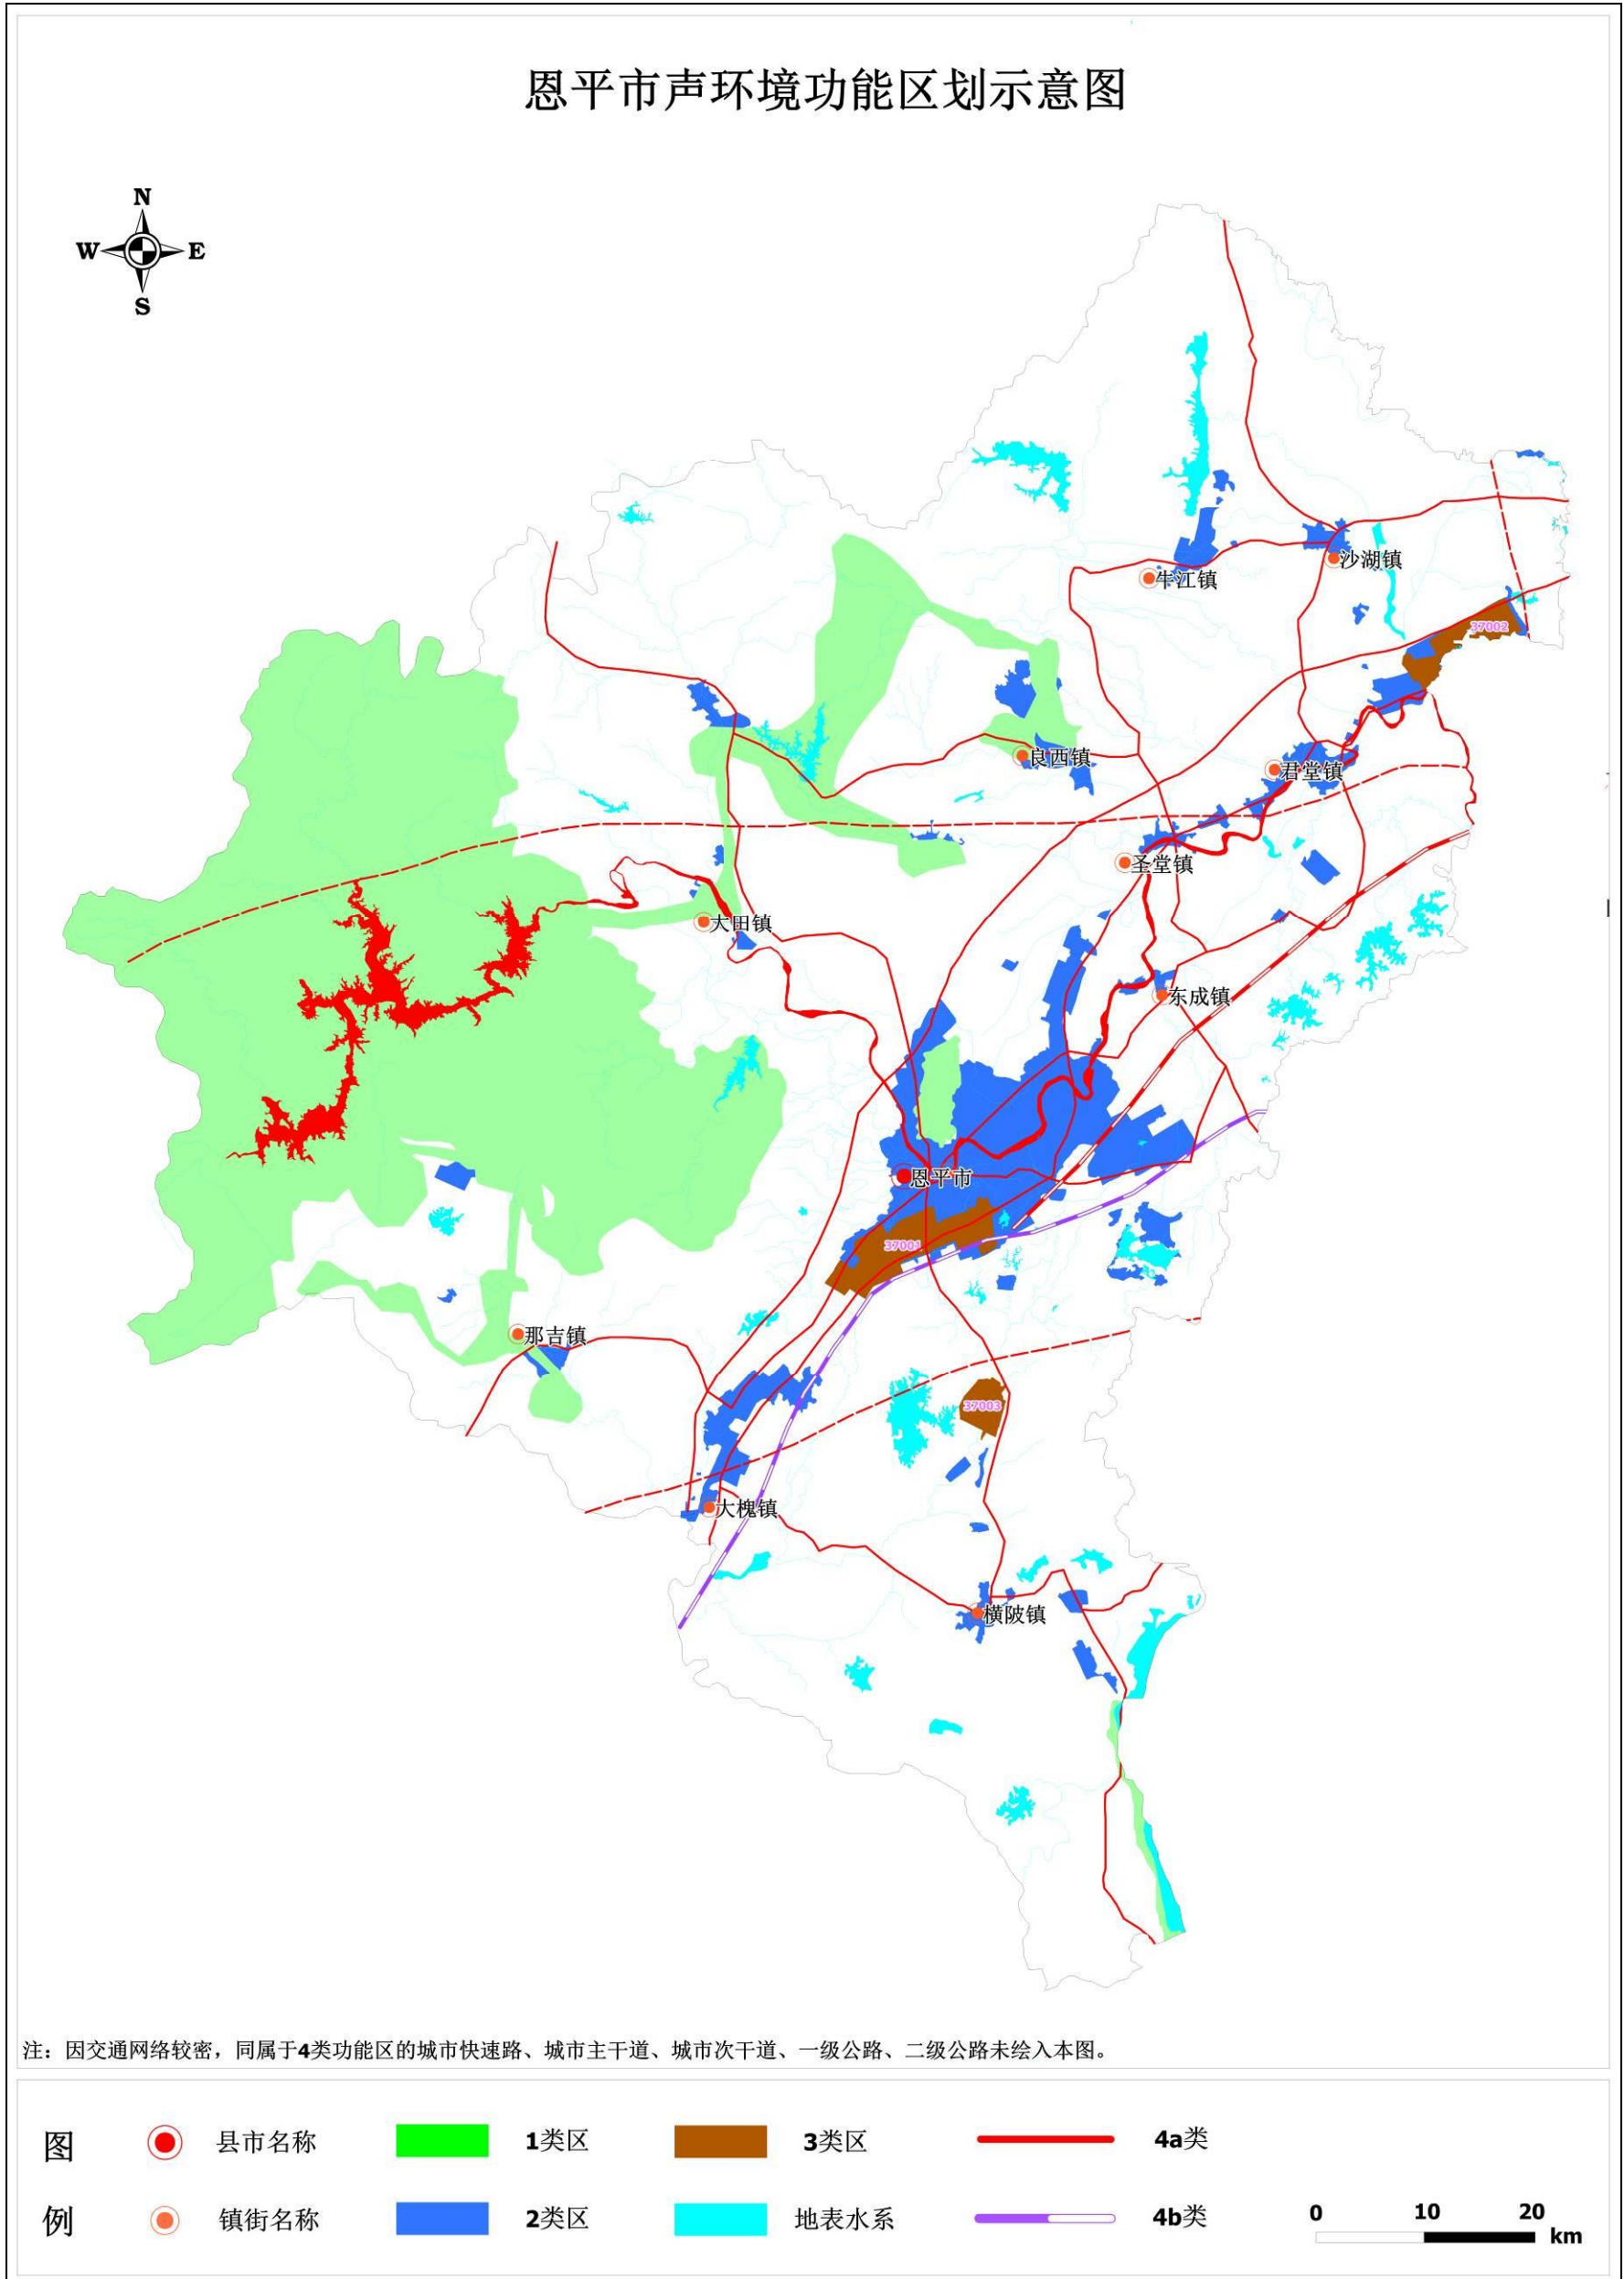 恩平市声环境功能区划示意图
N
W E
S
沙湖镇
牛江镇
37002
良西镇
君堂镇
圣堂镇
大田镇
东成镇
恩平市
37001
那吉镇
37003
大槐镇
横陂镇
注：因交通网络较密，同属于4类功能区的城市快速路、城市主干道、城市次干道、一级公路、二级公路未绘入本图。
图 县市名称 1类区 3类区 4a类
例 镇街名称 2类区 地表水系 4b类
0 10 20
km